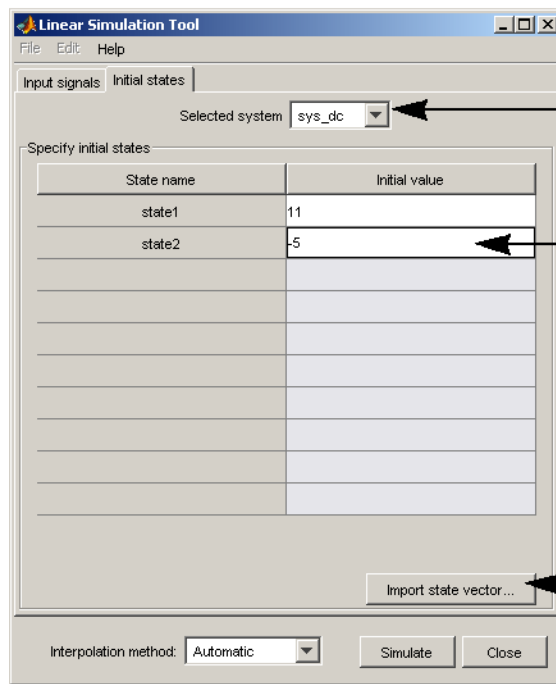 Linear Simulation Tool
File Edit Help
Input signals Initial states
Selected system sys_dc
Specify initial states
State name Initial value
state1 11
state2 -5
Import state vector...
Interpolation method: Automatic Simulate Close